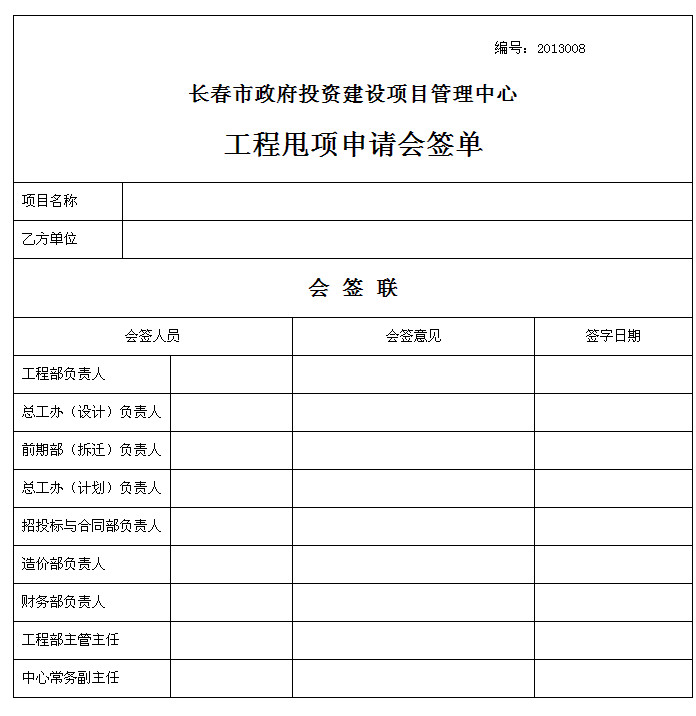 编号：2013008
长春市政府投资建设项目管理中心
工程甩项申请会签单
项目名称
乙方单位
会 签 联
会签人员 会签意见 签字日期
工程部负责人
总工办（设计）负责人
前期部（拆迁）负责人
总工办（计划）负责人
招投标与合同部负责人
造价部负责人
财务部负责人
工程部主管主任
中心常务副主任